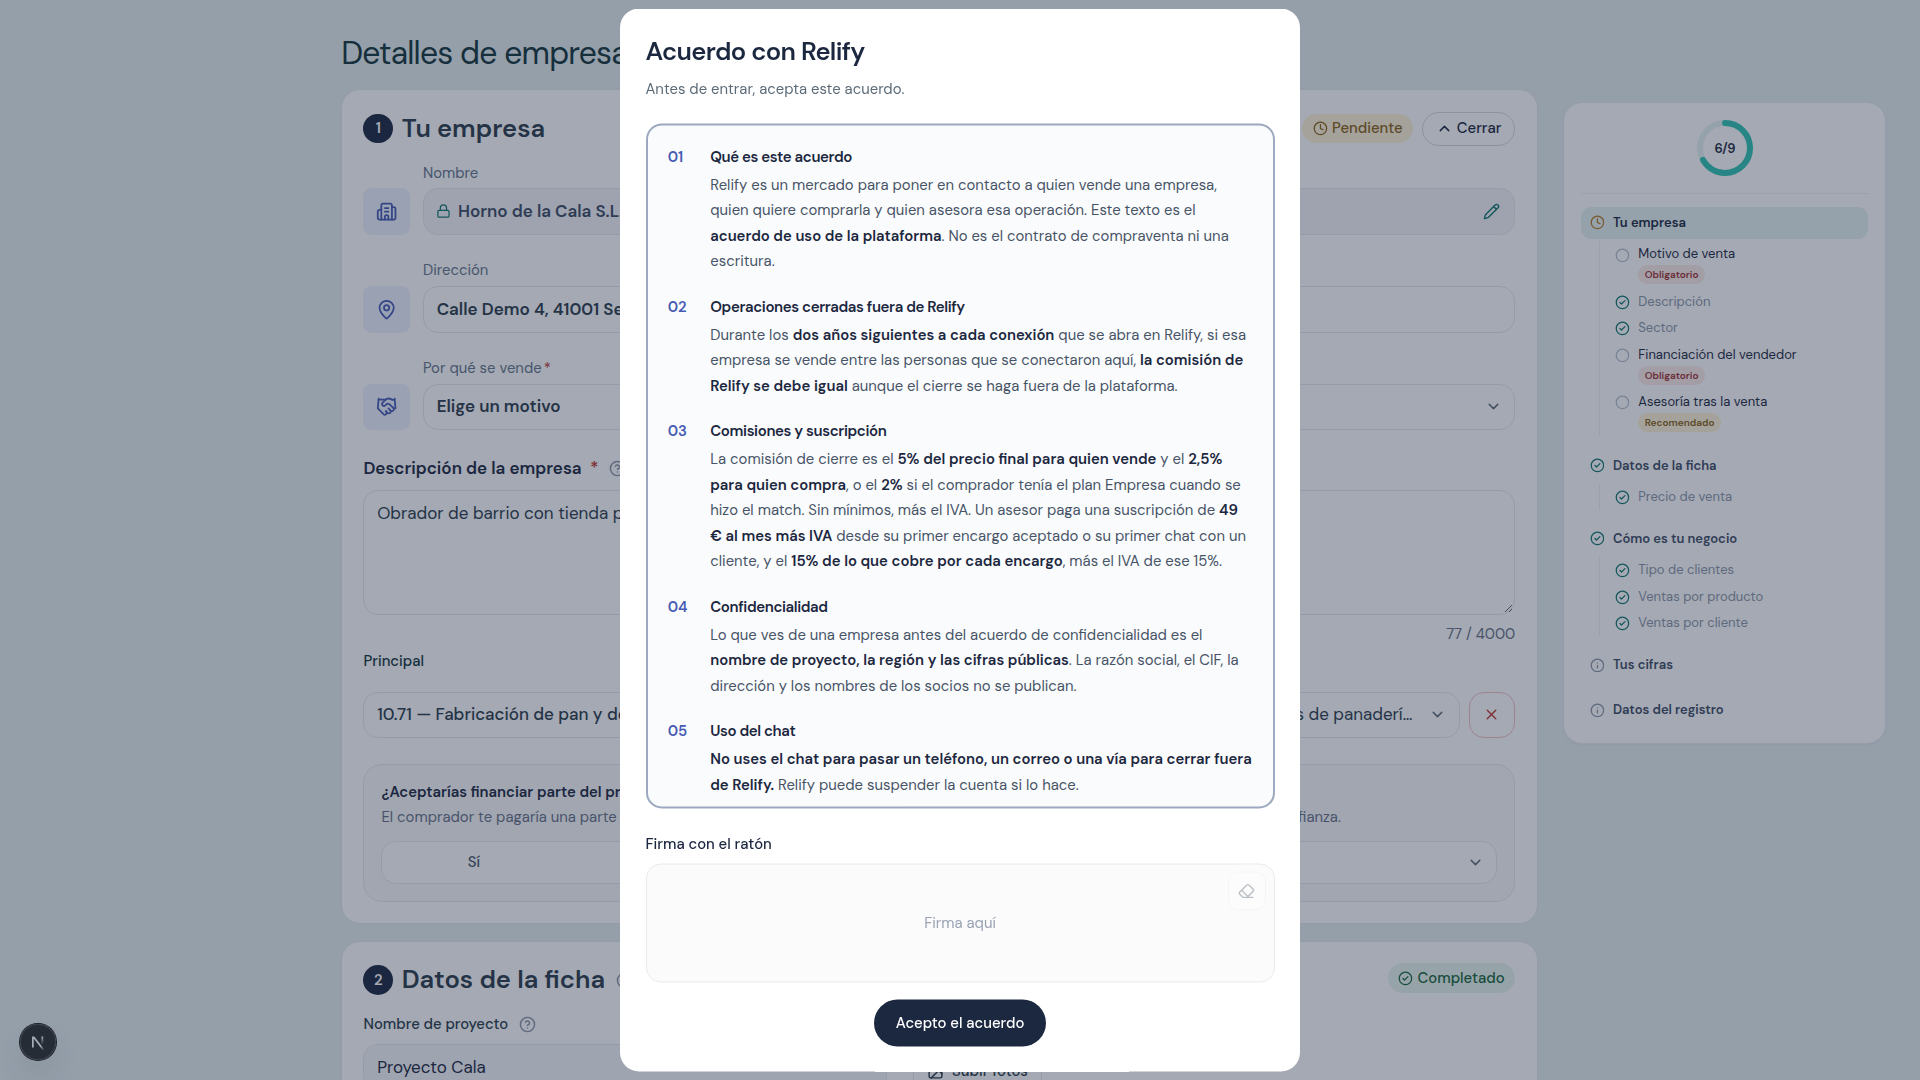 Detalles de empresa
1 Tu empresa
Pendiente
Cerrar
Nombre
Horno de la Cala S.L
Dirección
Calle Demo 4, 41001 Se
Por qué se vende *
Elige un motivo
Descripción de la empresa *
Obrador de barrio con tienda p
77 / 4000
Principal
10.71 — Fabricación de pan y d
s de panaderí...
¿Aceptarías financiar parte del pr
El comprador te pagaría una parte
fianza.
Sí
2 Datos de la ficha
Completado
Nombre de proyecto
Proyecto Cala
Subir fotos
Acuerdo con Relify
Antes de entrar, acepta este acuerdo.
01 Qué es este acuerdo
Relify es un mercado para poner en contacto a quien vende una empresa,
quien quiere comprarla y quien asesora esa operación. Este texto es el
acuerdo de uso de la plataforma. No es el contrato de compraventa ni una
escritura.
02 Operaciones cerradas fuera de Relify
Durante los dos años siguientes a cada conexión que se abra en Relify, si esa
empresa se vende entre las personas que se conectaron aquí, la comisión de
Relify se debe igual aunque el cierre se haga fuera de la plataforma.
03 Comisiones y suscripción
La comisión de cierre es el 5% del precio final para quien vende y el 2,5%
para quien compra, o el 2% si el comprador tenía el plan Empresa cuando se
hizo el match. Sin mínimos, más el IVA. Un asesor paga una suscripción de 49
€ al mes más IVA desde su primer encargo aceptado o su primer chat con un
cliente, y el 15% de lo que cobre por cada encargo, más el IVA de ese 15%.
04 Confidencialidad
Lo que ves de una empresa antes del acuerdo de confidencialidad es el
nombre de proyecto, la región y las cifras públicas. La razón social, el CIF, la
dirección y los nombres de los socios no se publican.
05 Uso del chat
No uses el chat para pasar un teléfono, un correo o una vía para cerrar fuera
de Relify. Relify puede suspender la cuenta si lo hace.
Firma con el ratón
Firma aquí
Acepto el acuerdo
6/9
Tu empresa
Motivo de venta
Obligatorio
Descripción
Sector
Financiación del vendedor
Obligatorio
Asesoría tras la venta
Recomendado
Datos de la ficha
Precio de venta
Cómo es tu negocio
Tipo de clientes
Ventas por producto
Ventas por cliente
Tus cifras
Datos del registro
N